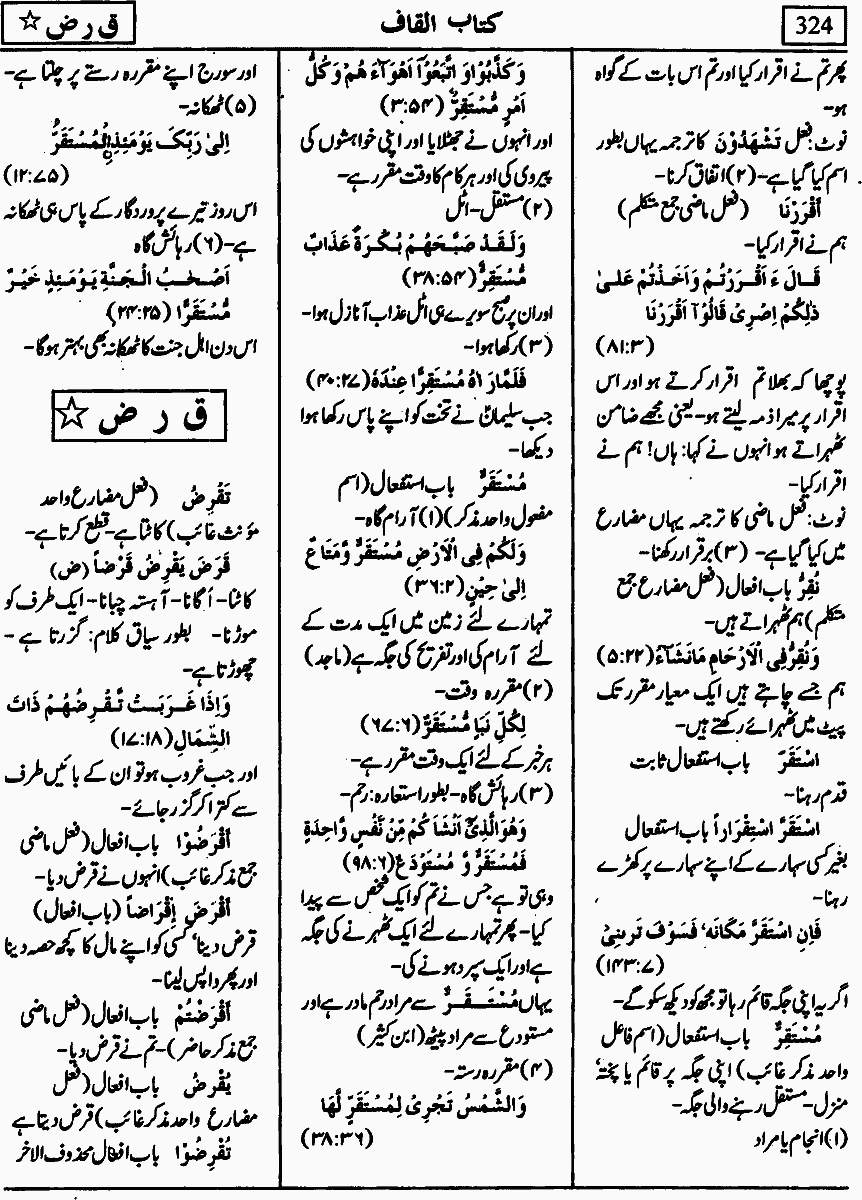 324
كتاب القاف
ق ر ض ☆
پھر تم نے اقرار کیا اور تم اس بات کے گواہ
ہو-
نوٹ: فعل تَشْهَدُوْنَ کا ترجمہ یہاں بطور
اسم کیا گیا ہے- (۲) اتفاق کرنا-
أَقْرَرْنَا (فعل ماضی جمع متکلم)
ہم نے اقرار کیا-
قَالَ ءَ اَقْرَرْتُمْ وَاَخَذْتُمْ عَلىٰ
ذٰلِكُمْ اِصْرِىْ قَالُوْآ اَقْرَرْنَا
(۸۱:۳)
پوچھا کہ بھلا تم اقرار کرتے ہو اور اس
اقرار پر میرا ذمہ لیتے ہو- یعنی مجھے ضامن
ٹھہراتے ہو انہوں نے کہا: ہاں! ہم نے
اقرار کیا-
نوٹ: فعل ماضی کا ترجمہ یہاں مضارع
میں کیا گیا ہے- (۳) برقرار رکھنا-
نُقِرُّ باب افعال (فعل مضارع جمع
متکلم) ہم ٹھہراتے ہیں-
وَنُقِرُّ فِى الْاَرْحَامِ مَانَشَآءُ (۵:۲۲)
ہم جسے چاہتے ہیں ایک معیار مقرر تک
پیٹ میں ٹھہرائے رکھتے ہیں-
اسْتَقَرَّ باب استفعال ثابت
قدم رہنا-
اسْتَقَرَّ اسْتِقْرَاراً باب استفعال
بغیر کسی سہارے کے اپنے سہارے پر کھڑے
رہنا-
فَاِنِ اسْتَقَرَّ مَكَانَه‘ فَسَوْفَ تَرٰىنِىْ
(۱۴۳:۷)
اگر یہ اپنی جگہ قائم رہا تو مجھ کو دیکھ سکو گے-
مُسْتَقِرٌّ باب استفعال (اسم فاعل
واحد مذکر غائب) اپنی جگہ پر قائم یا پختہ‘
منزل- مستقل رہنے والی جگہ-
(۱) انجام یا مراد
وَكَذَّبُوْا وَ اتَّبَعُوْآ اَهْوَآءَ هُمْ وَ كُلُّ
اَمْرٍ مُّسْتَقِرٌّ (۳:۵۴)
اور انہوں نے جھٹلایا اور اپنی خواہشوں کی
پیروی کی اور ہر کام کا وقت مقرر ہے-
(۲) مستقل- اٹل
وَلَقَدْ صَبَّحَهُمْ بُكْرَةً عَذَابٌ
مُّسْتَقِرٌّ (۳۸:۵۴)
اور ان پر صبح سویرے ہی اٹل عذاب آ نازل ہوا-
(۳) رکھا ہوا-
فَلَمَّا رَ اٰهُ مُسْتَقِرًّا عِنْدَهٗ (۴۰:۲۷)
جب سلیمانؑ نے تخت کو اپنے پاس رکھا ہوا
دیکھا-
مُسْتَقَرٌّ باب استفعال (اسم
مفعول واحد مذکر) (۱) آرام گاہ-
وَلَكُمْ فِى الْاَرْضِ مُسْتَقَرٌّ وَّمَتَاعٌ
اِلىٰ حِيْنٍ (۳۶:۲)
تمہارے لئے زمین میں ایک مدت کے
لئے آرام کی اور تفریح کی جگہ ہے (ماجد)
(۲) مقررہ وقت-
لِكُلِّ نَبَاٍ مُّسْتَقَرٌّ (۶۷:۶)
ہر خبر کے لئے ایک وقت مقرر ہے-
(۳) رہائش گاہ- بطور استعارہ: رحم-
وَهُوَ الَّذِىْٓ اَنْشَاَ كُمْ مِّنْ نَّفْسٍ وَّاحِدَةٍ
فَمُسْتَقَرٌّ وَّ مُسْتَوْدَعٌ (۹۸:۶)
وہی تو ہے جس نے تم کو ایک شخص سے پیدا
کیا- پھر تمہارے لئے ایک ٹھہرنے کی جگہ
ہے اور ایک سپرد ہونے کی-
یہاں مُسْتَقَرٌّ سے مراد رحم مادر ہے اور
مستودع سے مراد پیٹھ (ابن کثیر)
(۴) مقررہ رستہ-
وَالشَّمْسُ تَجْرِىْ لِمُسْتَقَرٍّ لَّهَا
(۳۸:۳۶)
اور سورج اپنے مقررہ رستے پر چلتا ہے-
(۵) ٹھکانہ-
اِلىٰ رَبِّكَ يَوْمَئِذِ ۨالْمُسْتَقَرُّ
(۱۲:۷۵)
اس روز تیرے پروردگار کے پاس ہی ٹھکانہ
ہے- (۶) رہائش گاہ
اَصْحٰبُ الْجَنَّةِ يَوْمَئِذٍ خَيْرٌ
مُّسْتَقَرًّا (۲۴:۲۵)
اس دن اہل جنت کا ٹھکانہ بھی بہتر ہوگا-
ق ر ض ☆
تَقْرِضُ (فعل مضارع واحد
مؤنث غائب) کاٹتا ہے- قطع کرتا ہے-
قَرَضَ يَقْرِضُ قَرْضاً (ض)
کاٹنا- اُگانا- آہستہ چبانا- ایک طرف کو
موڑنا- بطور سیاق کلام: گزرتا ہے-
چھوڑتا ہے-
وَاِذَا غَرَبَتْ تَّقْرِضُهُمْ ذَاتَ
الشِّمَالِ (۱۷:۱۸)
اور جب غروب ہو تو ان کے بائیں طرف
سے کترا کر گزر جائے-
أَقْرَضُوْا باب افعال (فعل ماضی
جمع مذکر غائب) انہوں نے قرض دیا-
أَقْرَضَ اِقْرَاضاً (باب افعال)
قرض دینا‘ کسی کو اپنے مال کا کچھ حصہ دینا
اور پھر واپس لینا-
أَقْرَضْتُمْ باب افعال (فعل ماضی
جمع مذکر حاضر)- تم نے قرض دیا-
يُقْرِضُ باب افعال (فعل
مضارع واحد مذکر غائب) قرض دیتا ہے
تُقْرِضُوْا باب افعال محذوف الاخر